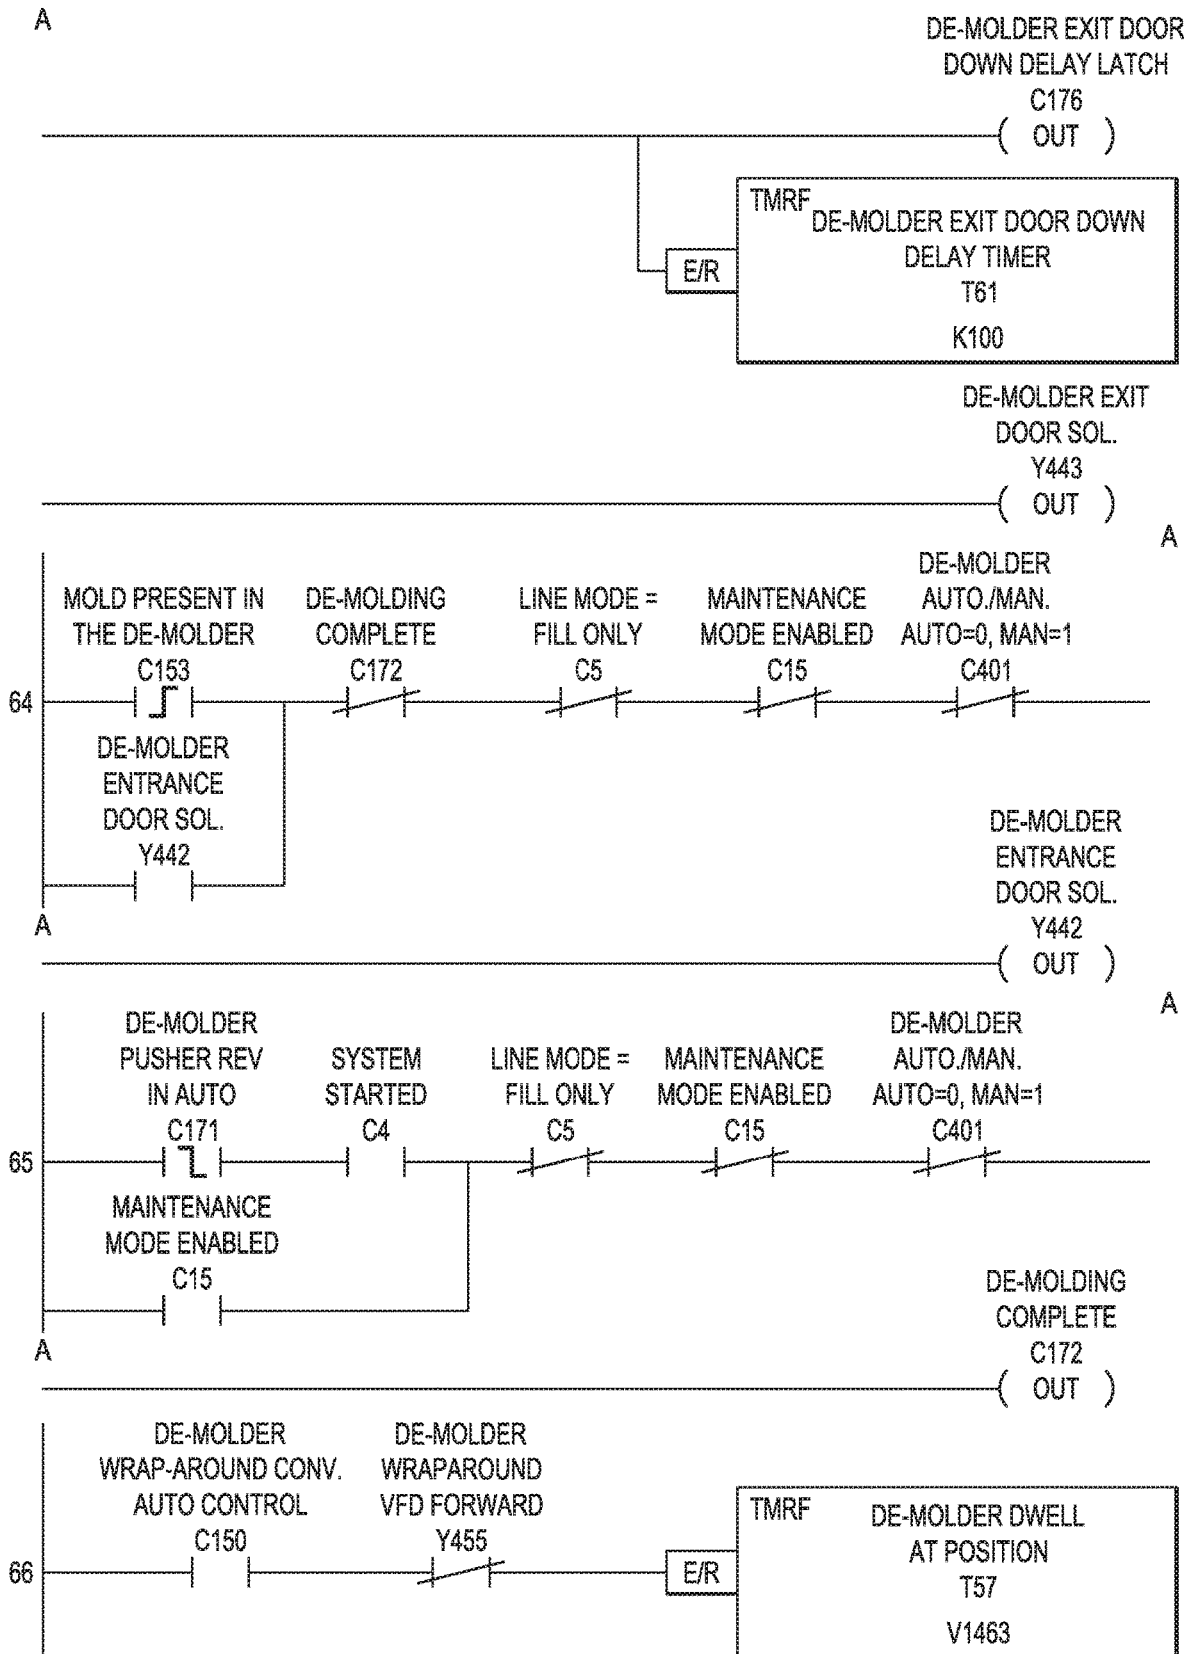 A
DE-MOLDER EXIT DOOR
DOWN DELAY LATCH
C176
( OUT )
TMRF
DE-MOLDER EXIT DOOR DOWN
DELAY TIMER
E/R
T61
K100
DE-MOLDER EXIT
DOOR SOL.
Y443
( OUT )
A
MOLD PRESENT IN
THE DE-MOLDER
C153
DE-MOLDING
COMPLETE
C172
LINE MODE =
FILL ONLY
C5
MAINTENANCE
MODE ENABLED
C15
DE-MOLDER
AUTO./MAN.
AUTO=0, MAN=1
C401
64
DE-MOLDER
ENTRANCE
DOOR SOL.
Y442
A
DE-MOLDER
ENTRANCE
DOOR SOL.
Y442
( OUT )
A
DE-MOLDER
PUSHER REV
IN AUTO
C171
SYSTEM
STARTED
C4
LINE MODE =
FILL ONLY
C5
MAINTENANCE
MODE ENABLED
C15
DE-MOLDER
AUTO./MAN.
AUTO=0, MAN=1
C401
65
MAINTENANCE
MODE ENABLED
C15
A
DE-MOLDING
COMPLETE
C172
( OUT )
DE-MOLDER
WRAP-AROUND CONV.
AUTO CONTROL
C150
DE-MOLDER
WRAPAROUND
VFD FORWARD
Y455
66
E/R
TMRF
DE-MOLDER DWELL
AT POSITION
T57
V1463